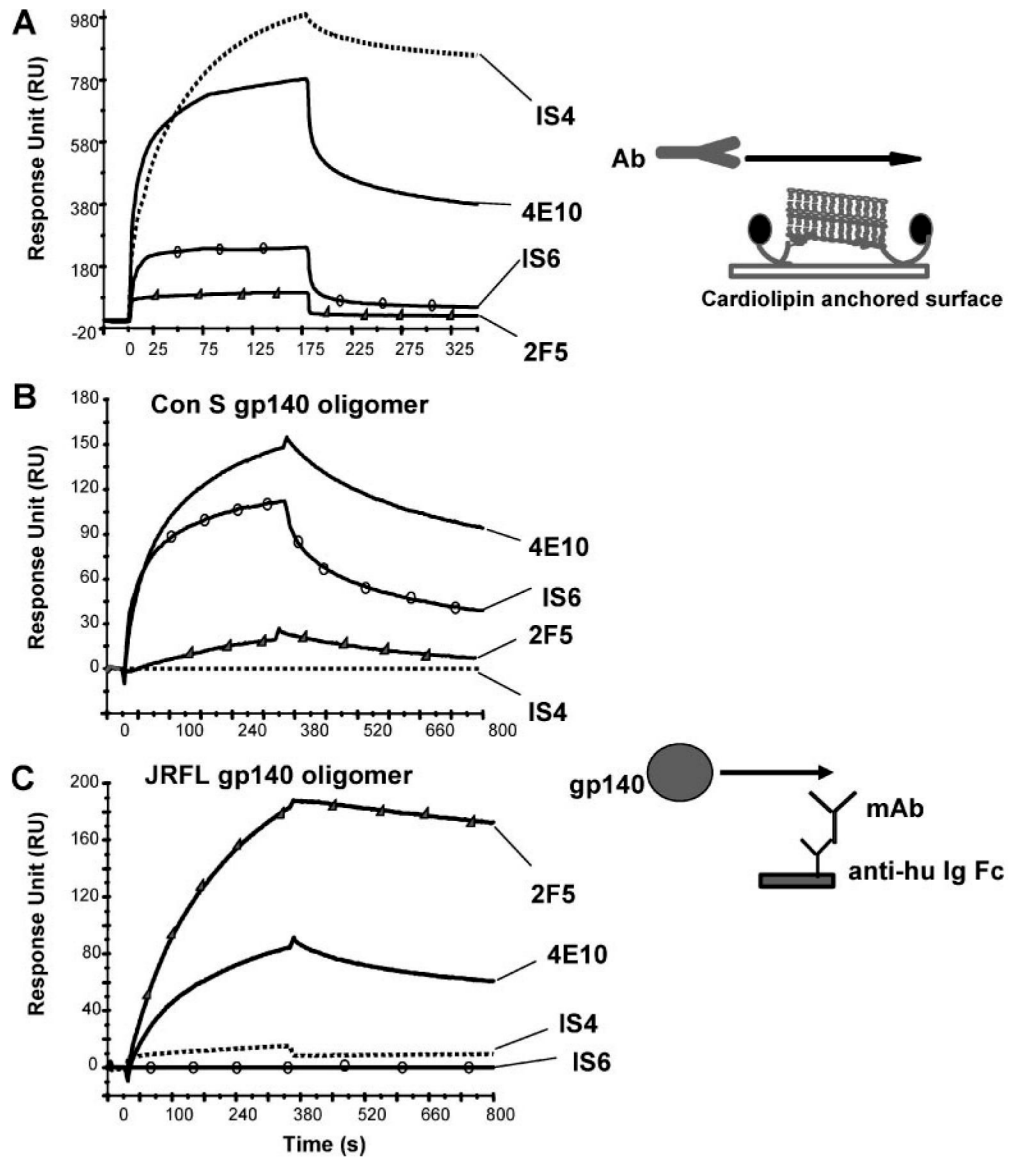 A
Response Unit (RU)
980
780
580
380
180
-20
0 25 75 125 175 225 275 325
IS4
4E10
IS6
2F5
Ab
Cardiolipin anchored surface
B
Con S gp140 oligomer
Response Unit (RU)
180
150
120
90
60
30
0
0 100 240 380 520 660 800
4E10
IS6
2F5
IS4
C
JRFL gp140 oligomer
Response Unit (RU)
200
160
120
80
40
0
0 100 240 380 520 660 800
Time (s)
2F5
4E10
IS4
IS6
gp140
mAb
anti-hu Ig Fc